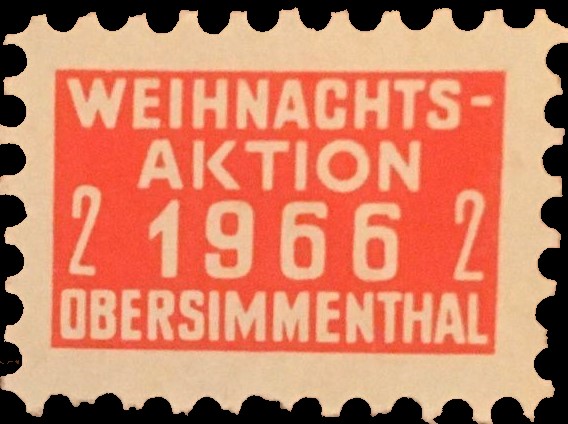 WEIHNACHTS-
AKTION
2 1966 2
OBERSIMMENTHAL